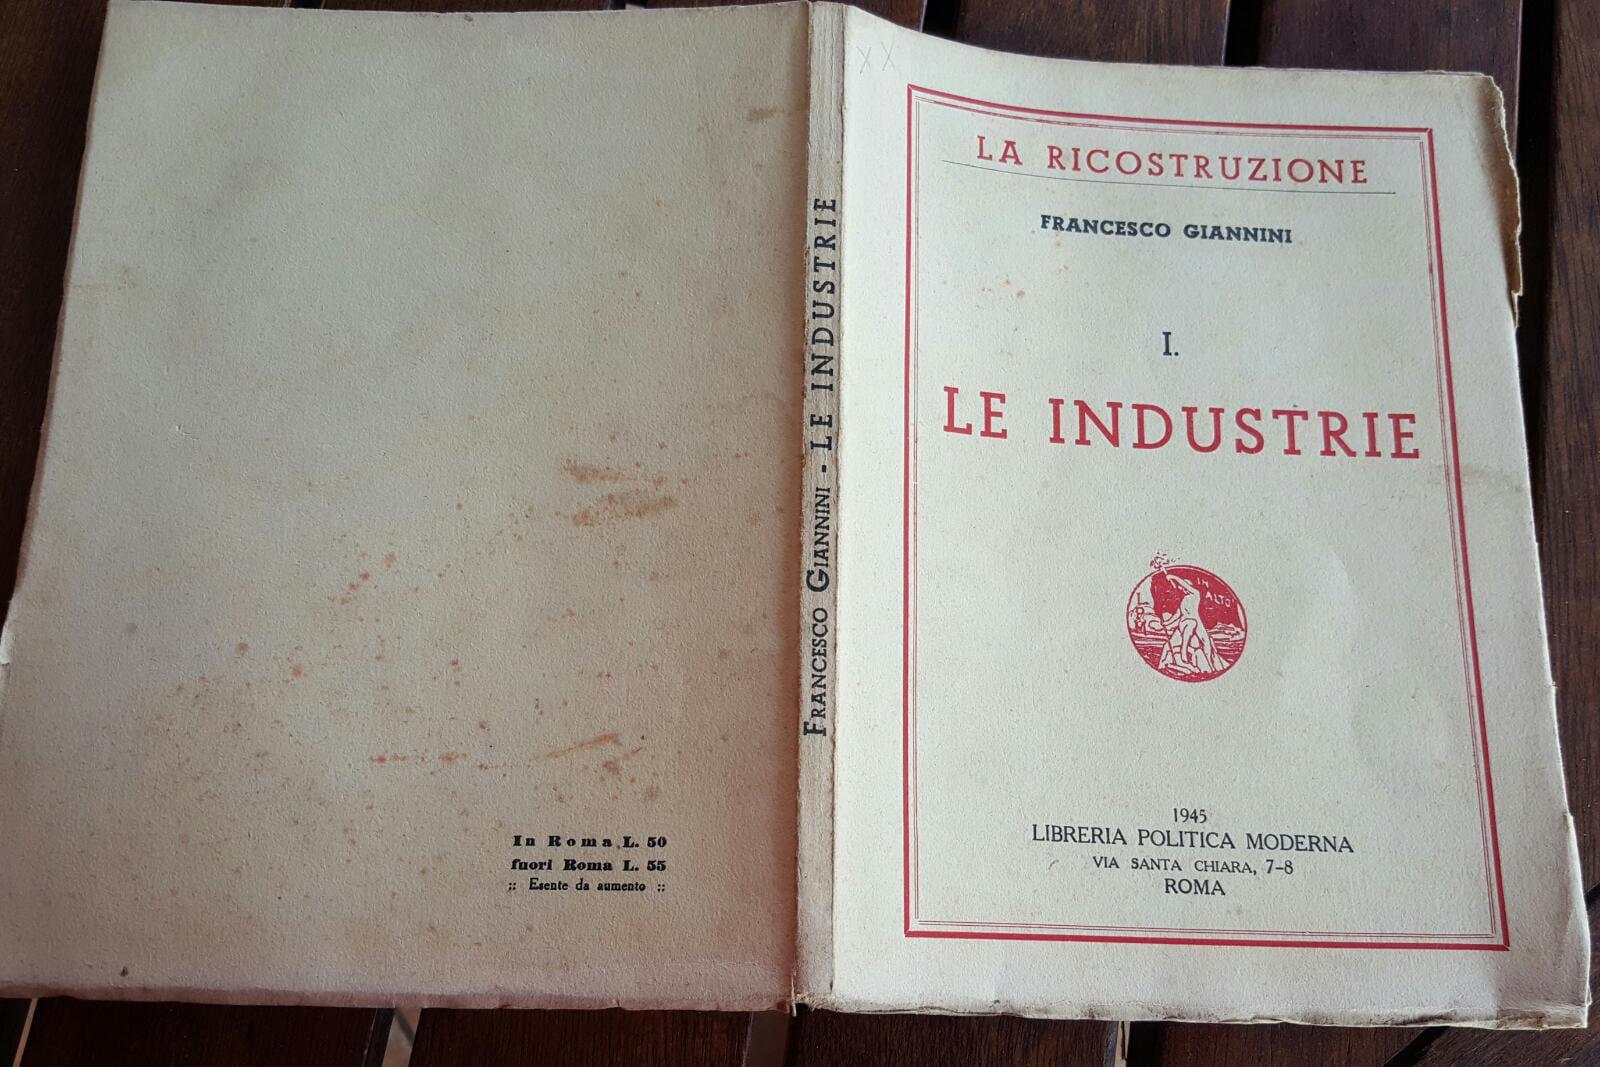 In Roma L. 50
fuori Roma L. 55
:: Esente da aumento ::
FRANCESCO GIANNINI - LE INDUSTRIE
XX
LA RICOSTRUZIONE
FRANCESCO GIANNINI
I.
LE INDUSTRIE
IN
ALTO
1945
LIBRERIA POLITICA MODERNA
VIA SANTA CHIARA, 7-8
ROMA